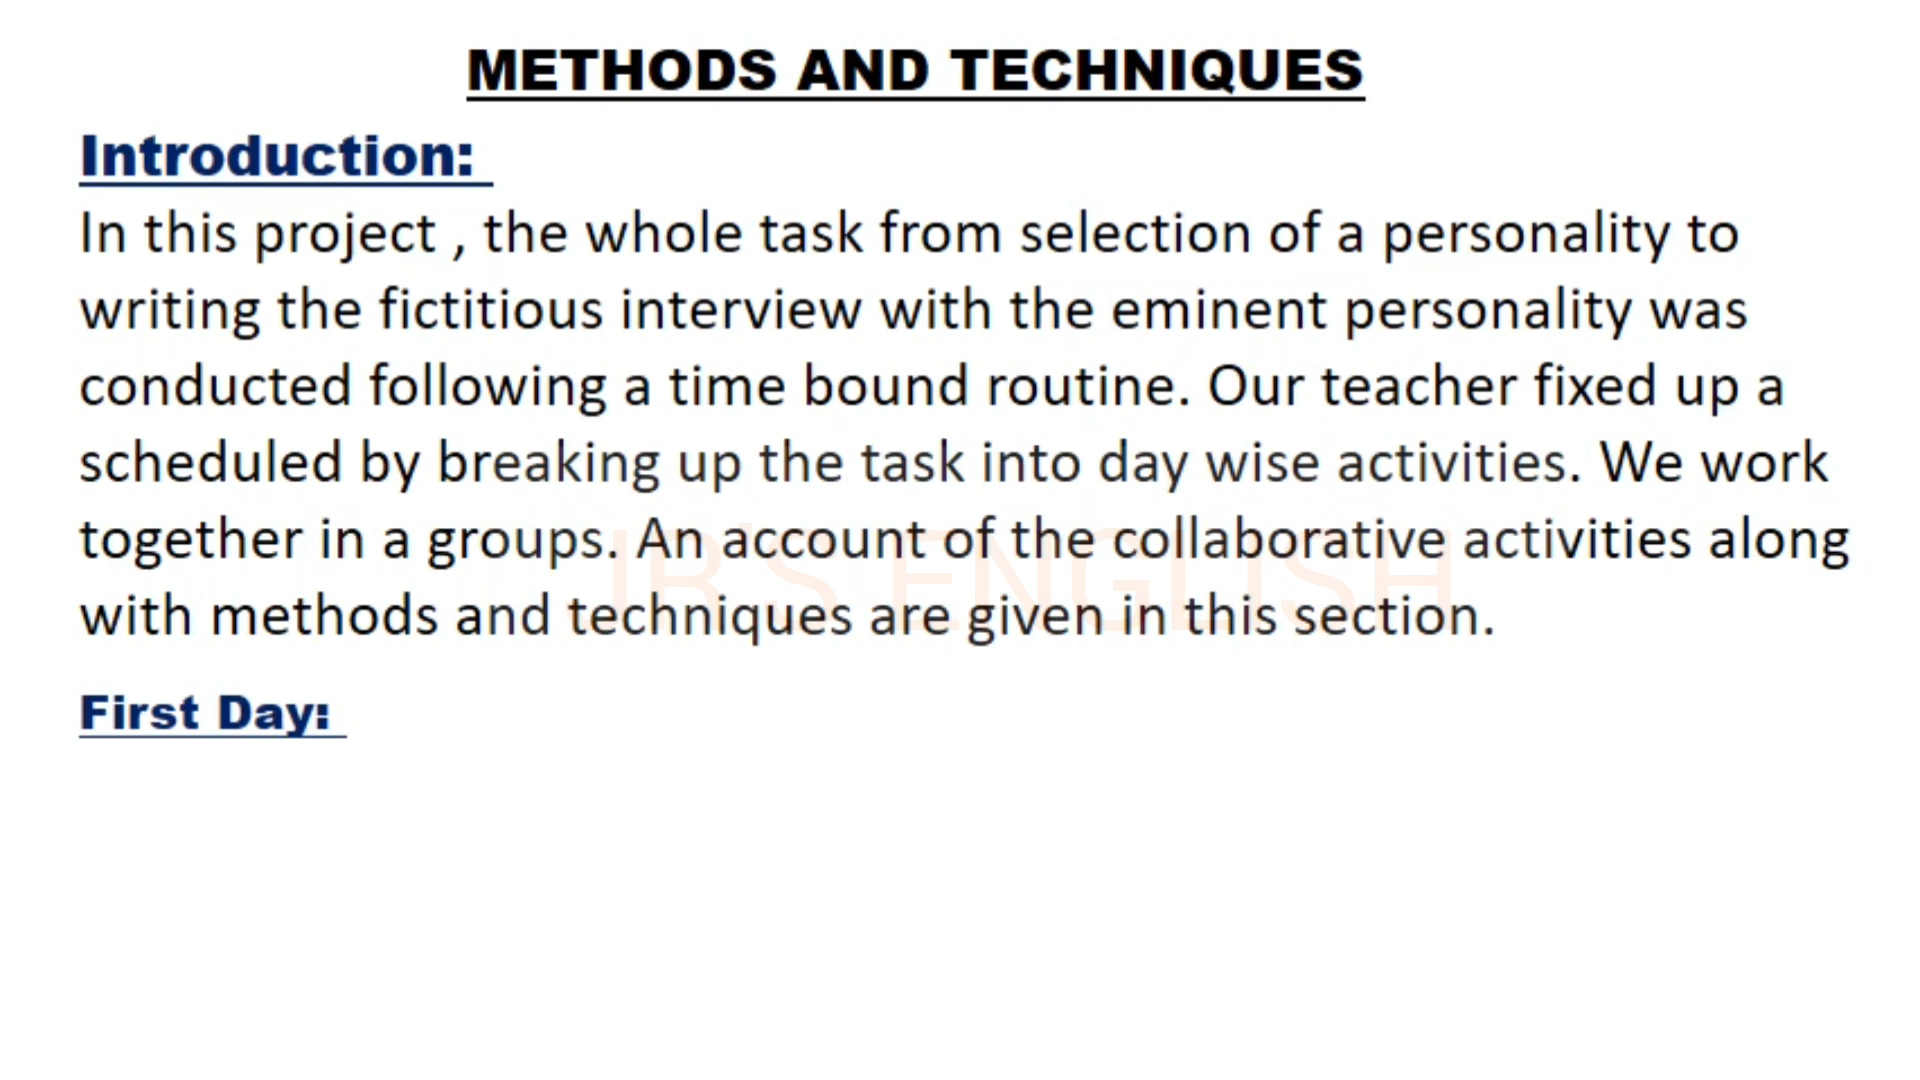 METHODS AND TECHNIQUES
Introduction:
In this project , the whole task from selection of a personality to
writing the fictitious interview with the eminent personality was
conducted following a time bound routine. Our teacher fixed up a
scheduled by breaking up the task into day wise activities. We work
together in a groups. An account of the collaborative activities along
with methods and techniques are given in this section.
JR'S ENGLISH
First Day: